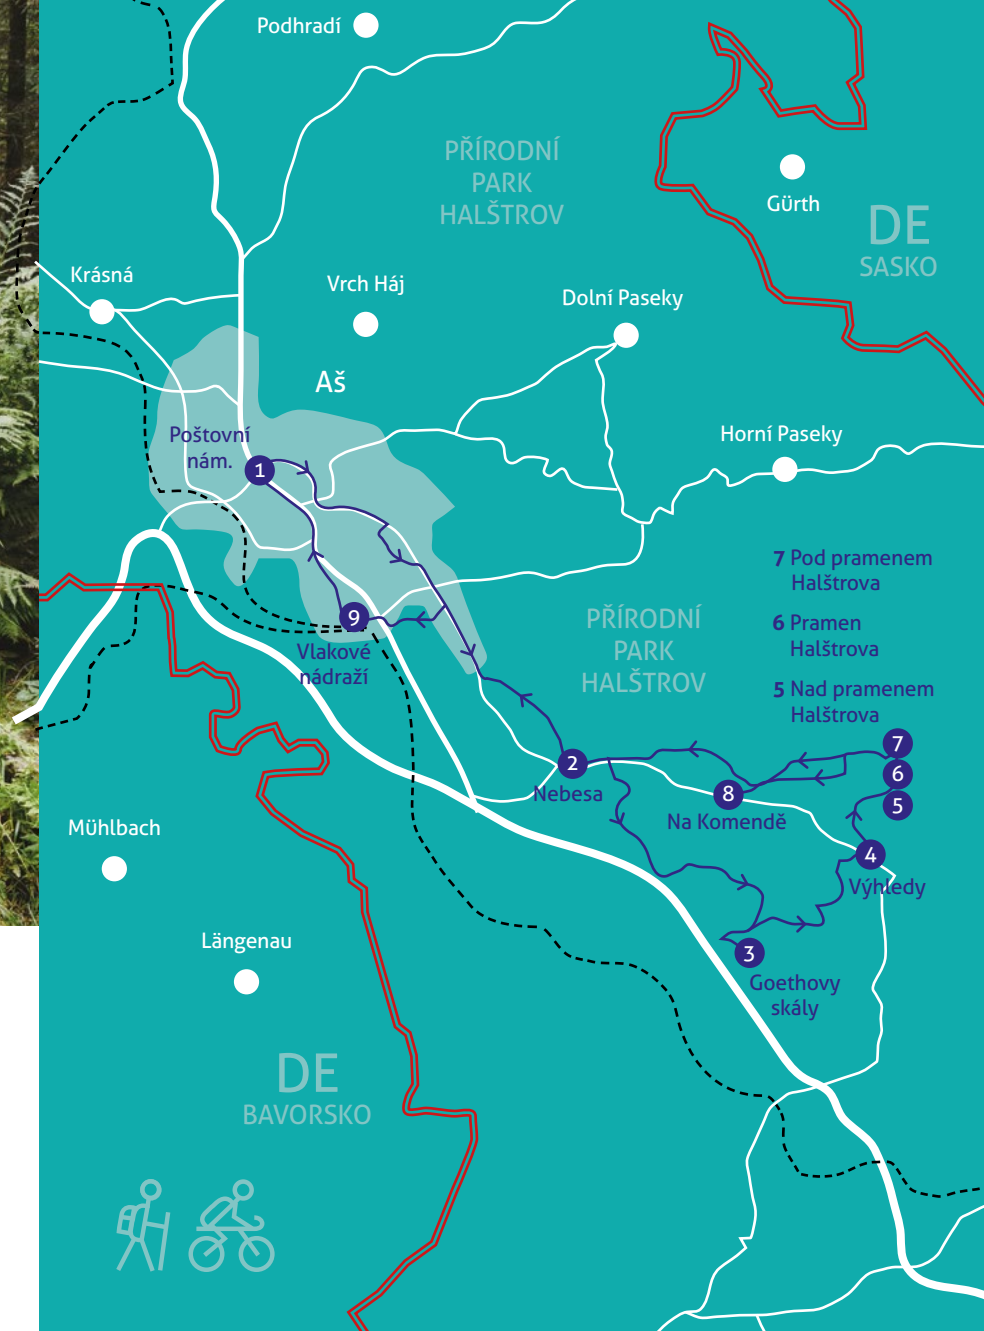 Podhradí
PŘÍRODNÍ
PARK
HALŠTROV
Gürth
DE
SASKO
Krásná
Vrch Háj
Dolní Paseky
Aš
Poštovní
nám.
1
Horní Paseky
7 Pod pramenem
Halštrova
6 Pramen
Halštrova
5 Nad pramenem
Halštrova
PŘÍRODNÍ
PARK
HALŠTROV
9
Vlakové
nádraží
7
2
6
Nebesa
8
5
Na Komendě
Mühlbach
4
Výhledy
Längenau
3
Goethovy
skály
DE
BAVORSKO